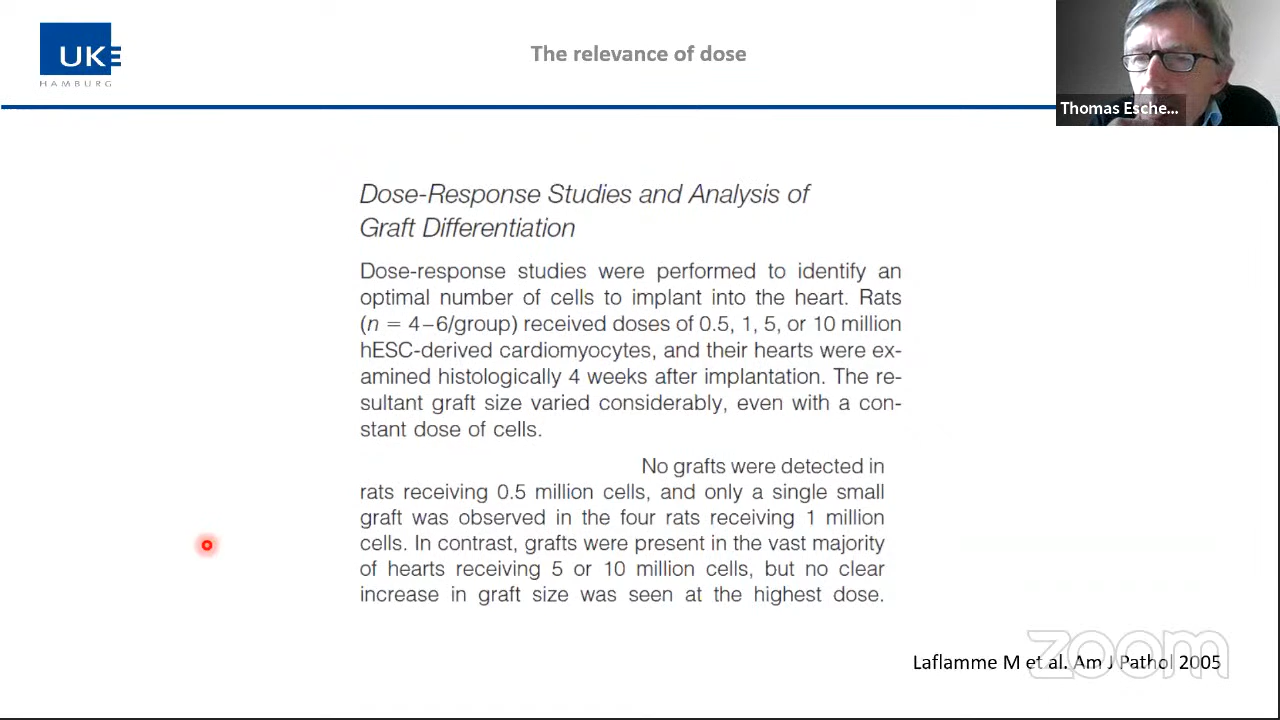 UKE
HAMBURG
The relevance of dose
Thomas Esche...
Dose-Response Studies and Analysis of
Graft Differentiation
Dose-response studies were performed to identify an
optimal number of cells to implant into the heart. Rats
(n = 4–6/group) received doses of 0.5, 1, 5, or 10 million
hESC-derived cardiomyocytes, and their hearts were ex-
amined histologically 4 weeks after implantation. The re-
sultant graft size varied considerably, even with a con-
stant dose of cells.
No grafts were detected in
rats receiving 0.5 million cells, and only a single small
graft was observed in the four rats receiving 1 million
cells. In contrast, grafts were present in the vast majority
of hearts receiving 5 or 10 million cells, but no clear
increase in graft size was seen at the highest dose.
zoom
Laflamme M et al. Am J Pathol 2005